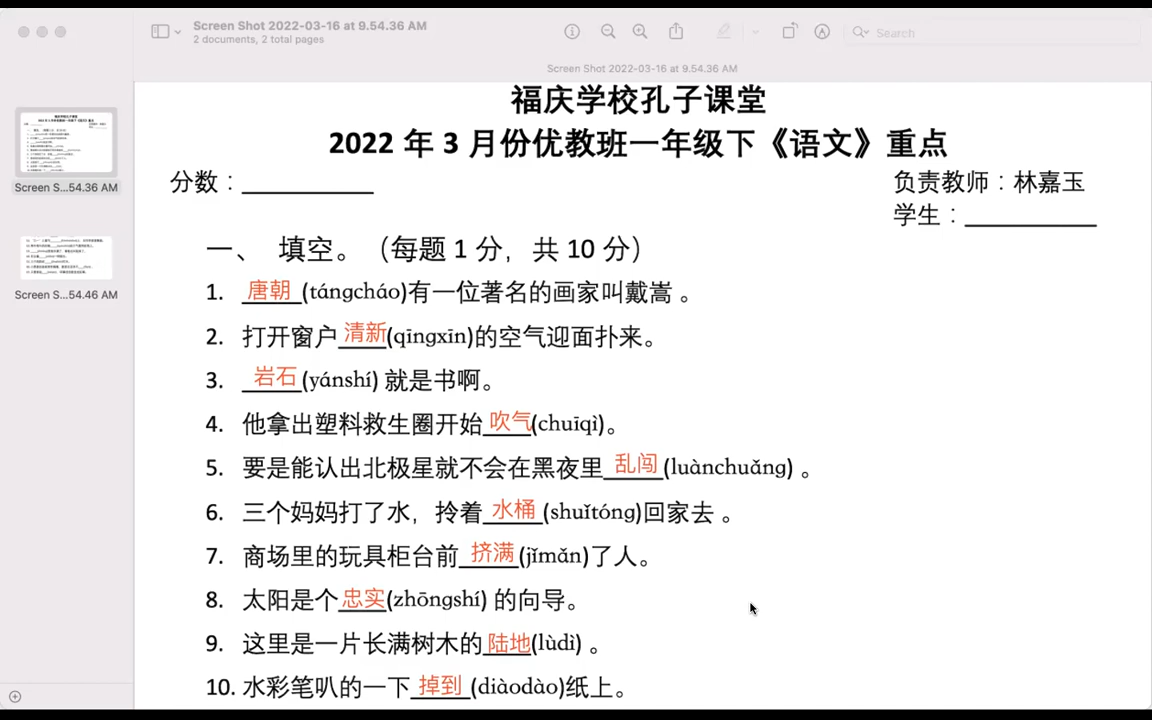 Screen Shot 2022-03-16 at 9.54.36 AM
2 documents, 2 total pages
Search
Screen Shot 2022-03-16 at 9.54.36 AM
Screen S...54.36 AM
Screen S...54.46 AM
福庆学校孔子课堂
2022 年 3 月份优教班一年级下《语文》重点
分数：__________
负责教师：林嘉玉
学生：__________
一、 填空。（每题 1 分，共 10 分）
1. 唐朝(tángcháo)有一位著名的画家叫戴嵩 。
2. 打开窗户清新(qīngxīn)的空气迎面扑来。
3. 岩石(yánshí) 就是书啊。
4. 他拿出塑料救生圈开始吹气(chuīqì)。
5. 要是能认出北极星就不会在黑夜里乱闯(luànchuǎng) 。
6. 三个妈妈打了水，拎着水桶(shuǐtóng)回家去 。
7. 商场里的玩具柜台前挤满(jǐmǎn)了人。
8. 太阳是个忠实(zhōngshí) 的向导。
9. 这里是一片长满树木的陆地(lùdì) 。
10. 水彩笔叭的一下掉到(diàodào)纸上。